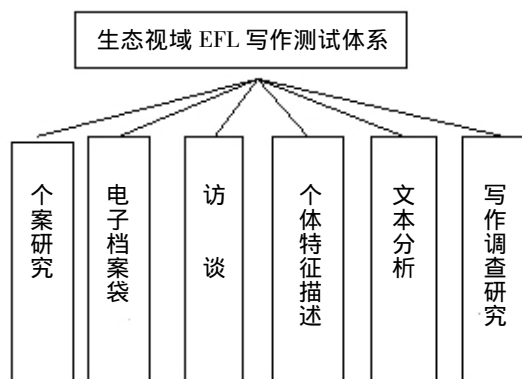 生态视域 EFL 写作测试体系
个案研究
电子档案袋
访谈
个体特征描述
文本分析
写作调查研究